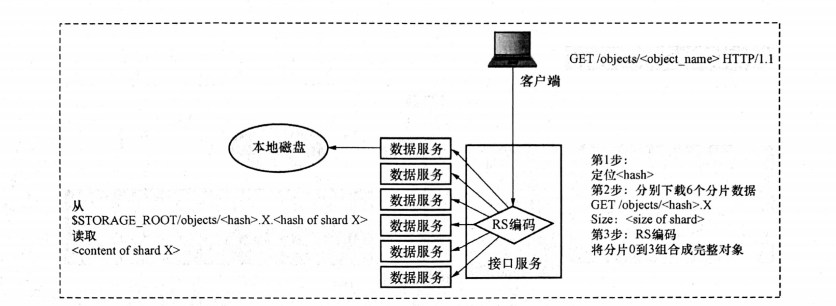 GET /objects/<object_name> HTTP/1.1
客户端
本地磁盘
数据服务
数据服务
数据服务
数据服务
数据服务
数据服务
RS编码
接口服务
第1步：
定位<hash>
第2步：分别下载6个分片数据
GET /objects/<hash>.X
Size：<size of shard>
第3步：RS编码
将分片0到3组合成完整对象
从
$STORAGE_ROOT/objects/<hash>.X.<hash of shard X>
读取
<content of shard X>